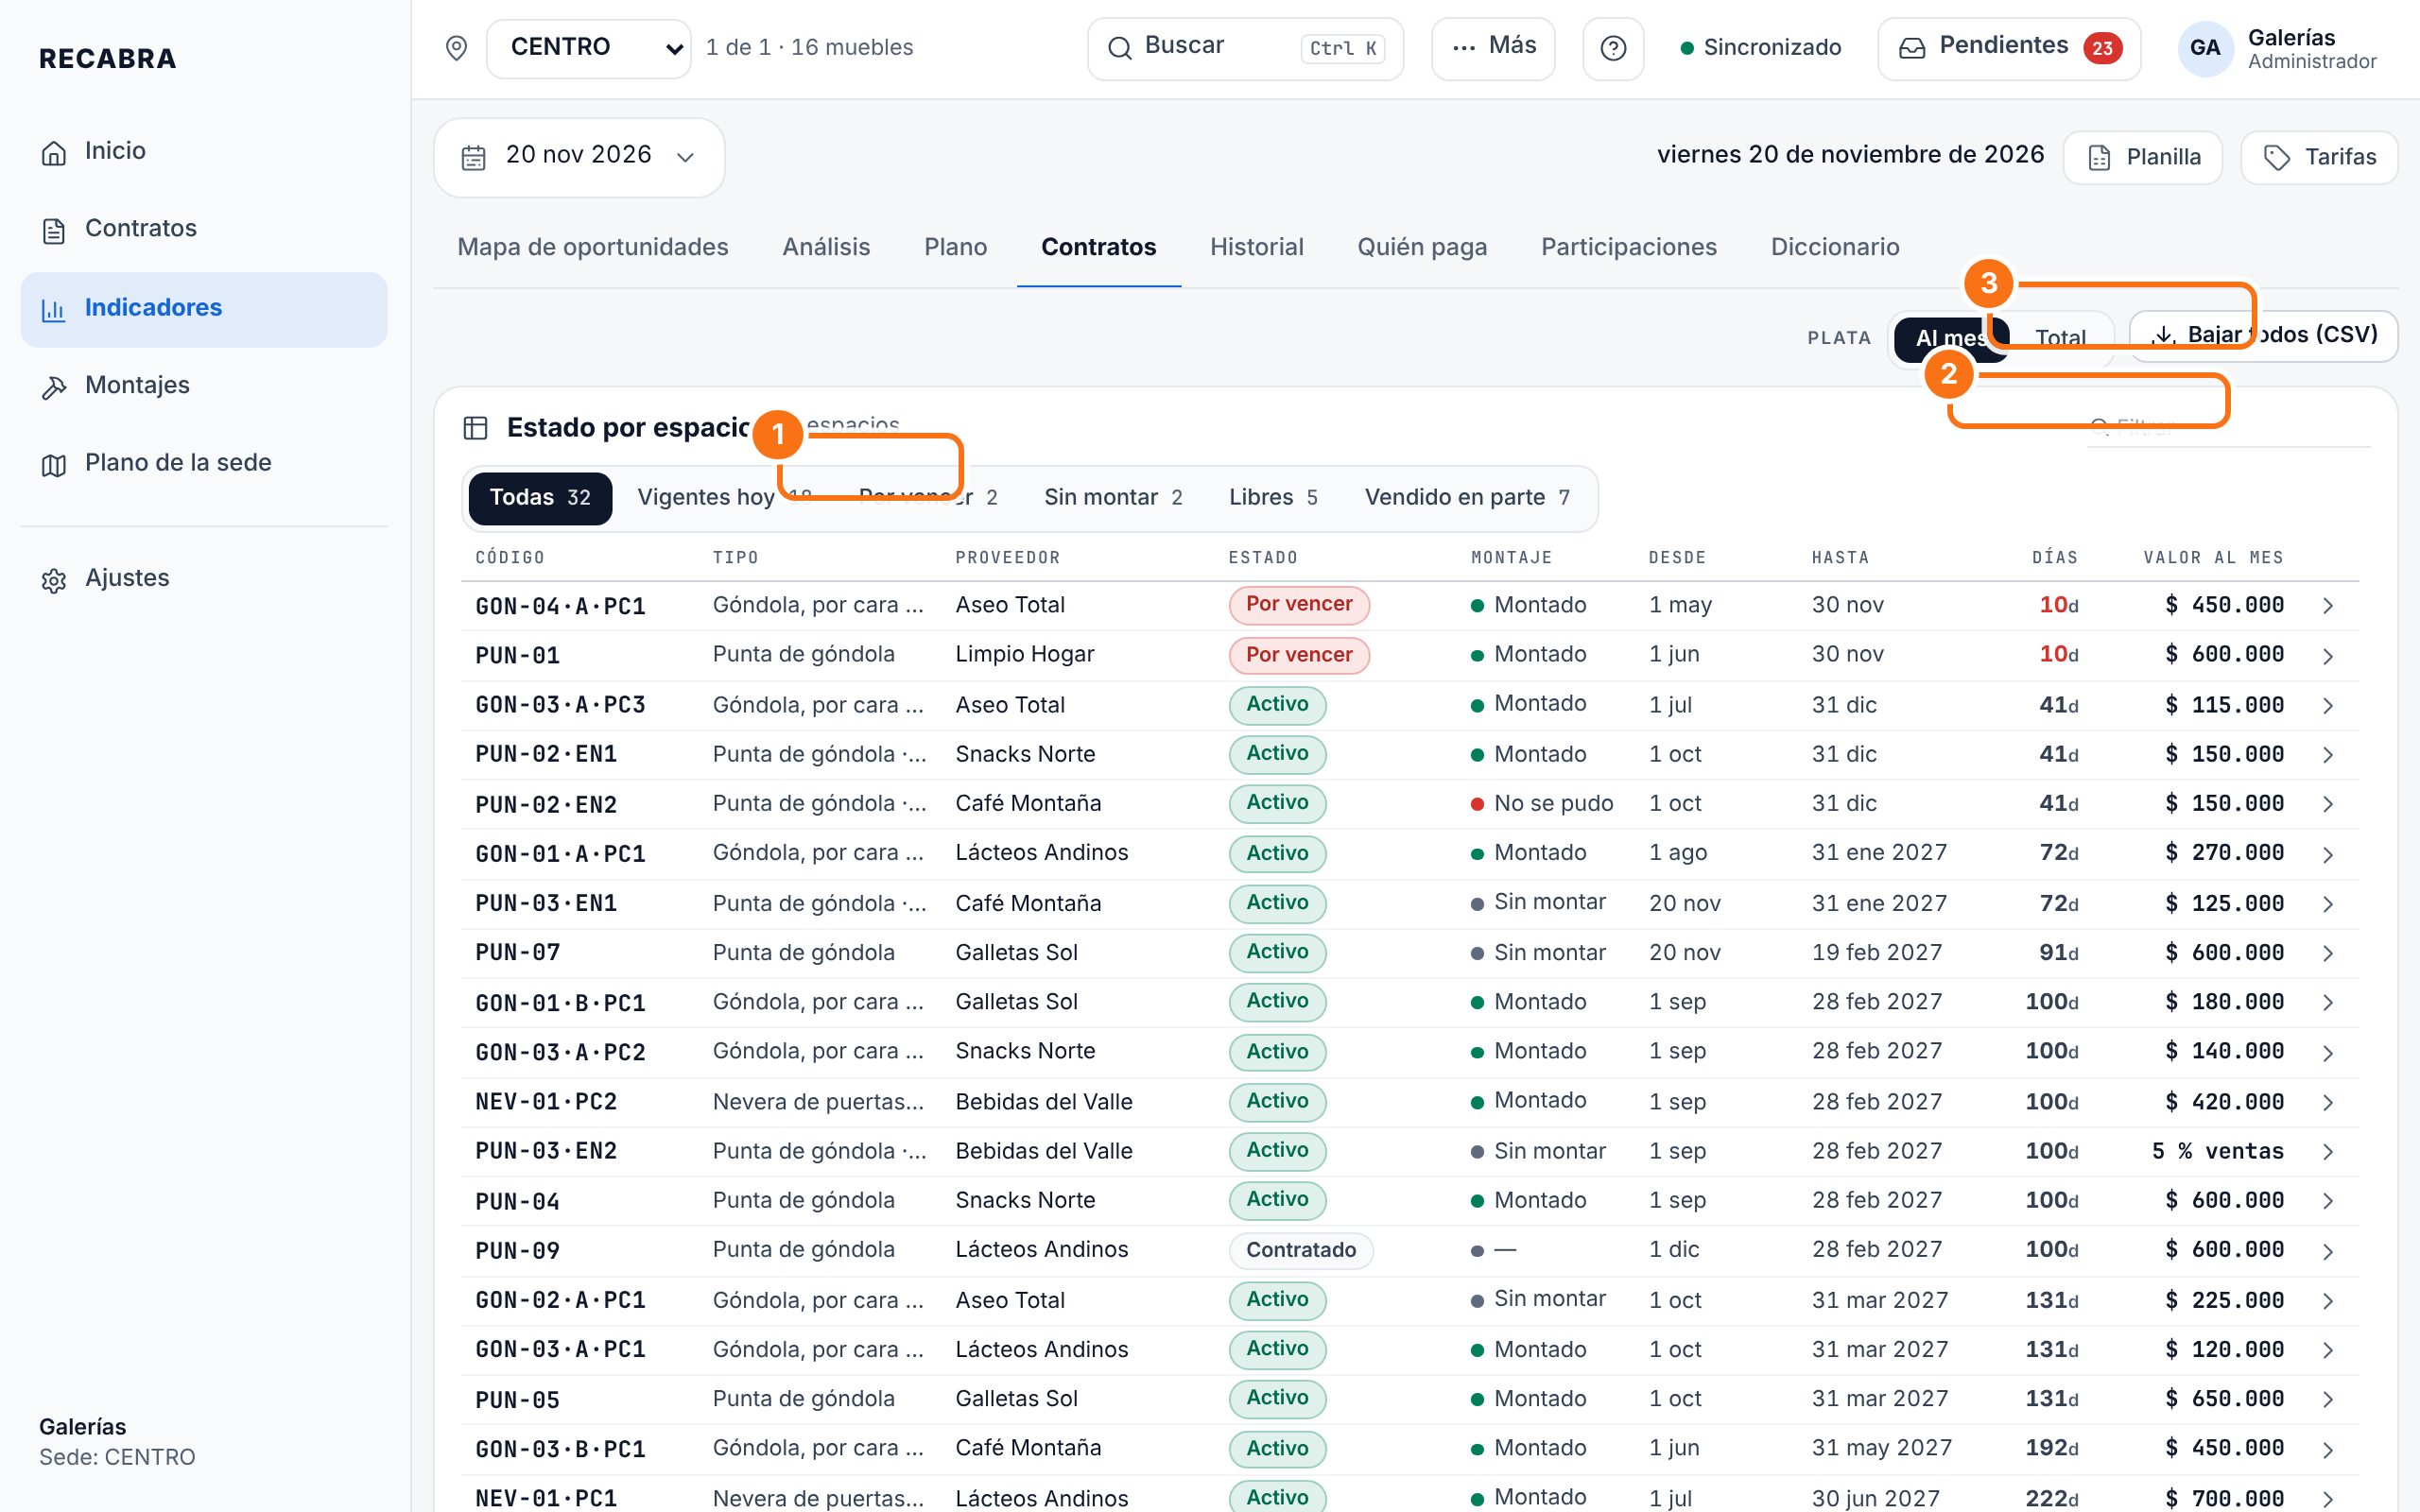 RECABRA
Inicio
Contratos
Indicadores
Montajes
Plano de la sede
Ajustes
Galerías
Sede: CENTRO
CENTRO 1 de 1 · 16 muebles
Buscar Ctrl K
Más
Sincronizado
Pendientes 23
GA
Galerías
Administrador
20 nov 2026
viernes 20 de noviembre de 2026
Planilla
Tarifas
Mapa de oportunidades Análisis Plano Contratos Historial Quién paga Participaciones Diccionario
3
PLATA Al mes Total Bajar todos (CSV)
2
Estado por espacio espacios
1
Filtrar
Todas 32 Vigentes hoy Por vencer 2 Sin montar 2 Libres 5 Vendido en parte 7
CÓDIGO TIPO PROVEEDOR ESTADO MONTAJE DESDE HASTA DÍAS VALOR AL MES
GON-04·A·PC1 Góndola, por cara ... Aseo Total Por vencer Montado 1 may 30 nov 10d $ 450.000
PUN-01 Punta de góndola Limpio Hogar Por vencer Montado 1 jun 30 nov 10d $ 600.000
GON-03·A·PC3 Góndola, por cara ... Aseo Total Activo Montado 1 jul 31 dic 41d $ 115.000
PUN-02·EN1 Punta de góndola ·... Snacks Norte Activo Montado 1 oct 31 dic 41d $ 150.000
PUN-02·EN2 Punta de góndola ·... Café Montaña Activo No se pudo 1 oct 31 dic 41d $ 150.000
GON-01·A·PC1 Góndola, por cara ... Lácteos Andinos Activo Montado 1 ago 31 ene 2027 72d $ 270.000
PUN-03·EN1 Punta de góndola ·... Café Montaña Activo Sin montar 20 nov 31 ene 2027 72d $ 125.000
PUN-07 Punta de góndola Galletas Sol Activo Sin montar 20 nov 19 feb 2027 91d $ 600.000
GON-01·B·PC1 Góndola, por cara ... Galletas Sol Activo Montado 1 sep 28 feb 2027 100d $ 180.000
GON-03·A·PC2 Góndola, por cara ... Snacks Norte Activo Montado 1 sep 28 feb 2027 100d $ 140.000
NEV-01·PC2 Nevera de puertas... Bebidas del Valle Activo Montado 1 sep 28 feb 2027 100d $ 420.000
PUN-03·EN2 Punta de góndola ·... Bebidas del Valle Activo Sin montar 1 sep 28 feb 2027 100d 5 % ventas
PUN-04 Punta de góndola Snacks Norte Activo Montado 1 sep 28 feb 2027 100d $ 600.000
PUN-09 Punta de góndola Lácteos Andinos Contratado — 1 dic 28 feb 2027 100d $ 600.000
GON-02·A·PC1 Góndola, por cara ... Aseo Total Activo Sin montar 1 oct 31 mar 2027 131d $ 225.000
GON-03·A·PC1 Góndola, por cara ... Lácteos Andinos Activo Montado 1 oct 31 mar 2027 131d $ 120.000
PUN-05 Punta de góndola Galletas Sol Activo Montado 1 oct 31 mar 2027 131d $ 650.000
GON-03·B·PC1 Góndola, por cara ... Café Montaña Activo Montado 1 jun 31 may 2027 192d $ 450.000
NEV-01·PC1 Nevera de puertas... Lácteos Andinos Activo Montado 1 jul 30 jun 2027 222d $ 700.000